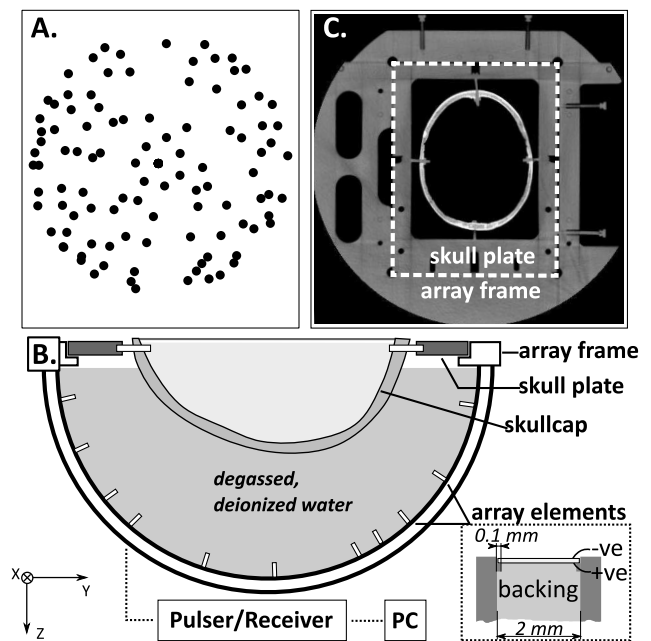 A.
C.
skull plate
array frame
B.
array frame
skull plate
skullcap
degassed,
deionized water
array elements
0.1 mm
-ve
+ve
backing
2 mm
X
Y
Z
Pulser/Receiver
PC